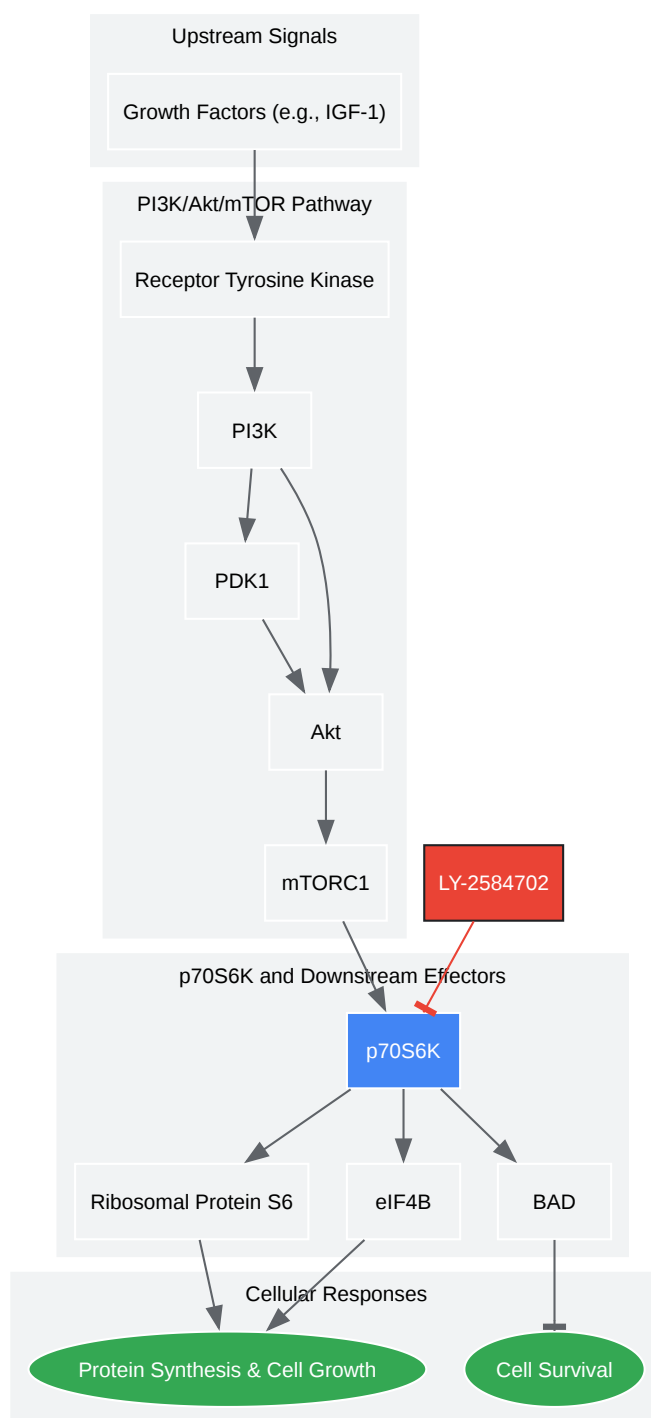 Upstream Signals
Growth Factors (e.g., IGF-1)
PI3K/Akt/mTOR Pathway
Receptor Tyrosine Kinase
PI3K
PDK1
Akt
mTORC1
LY-2584702
p70S6K and Downstream Effectors
p70S6K
Ribosomal Protein S6
eIF4B
BAD
Cellular Responses
Protein Synthesis & Cell Growth
Cell Survival